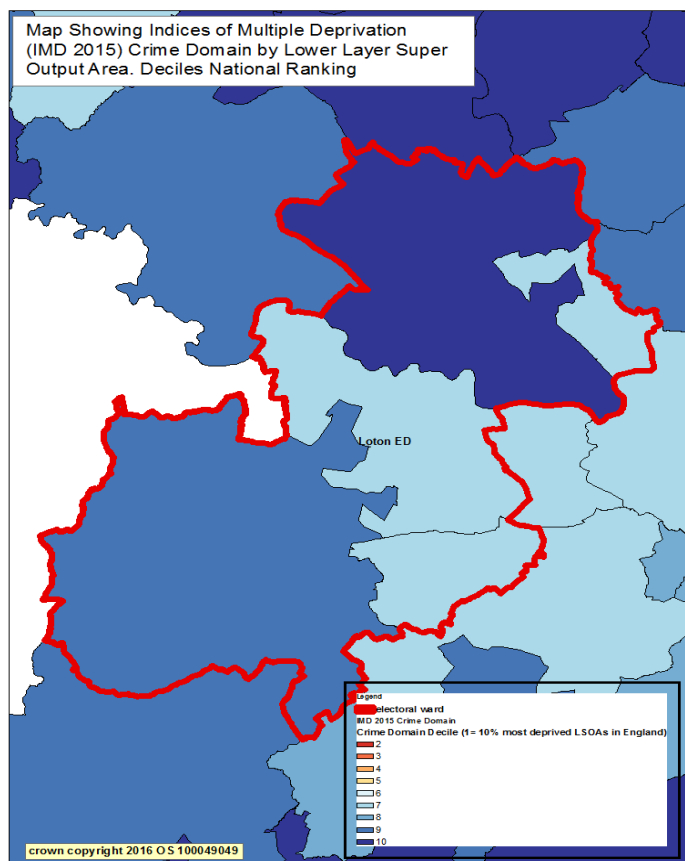 Map Showing Indices of Multiple Deprivation
(IMD 2015) Crime Domain by Lower Layer Super
Output Area. Deciles National Ranking
Loton ED
Legend
electoral ward
IMD 2015 Crime Domain
Crime Domain Decile (1= 10% most deprived LSOAs in England)
2
3
4
5
6
7
8
9
10
crown copyright 2016 OS 100049049